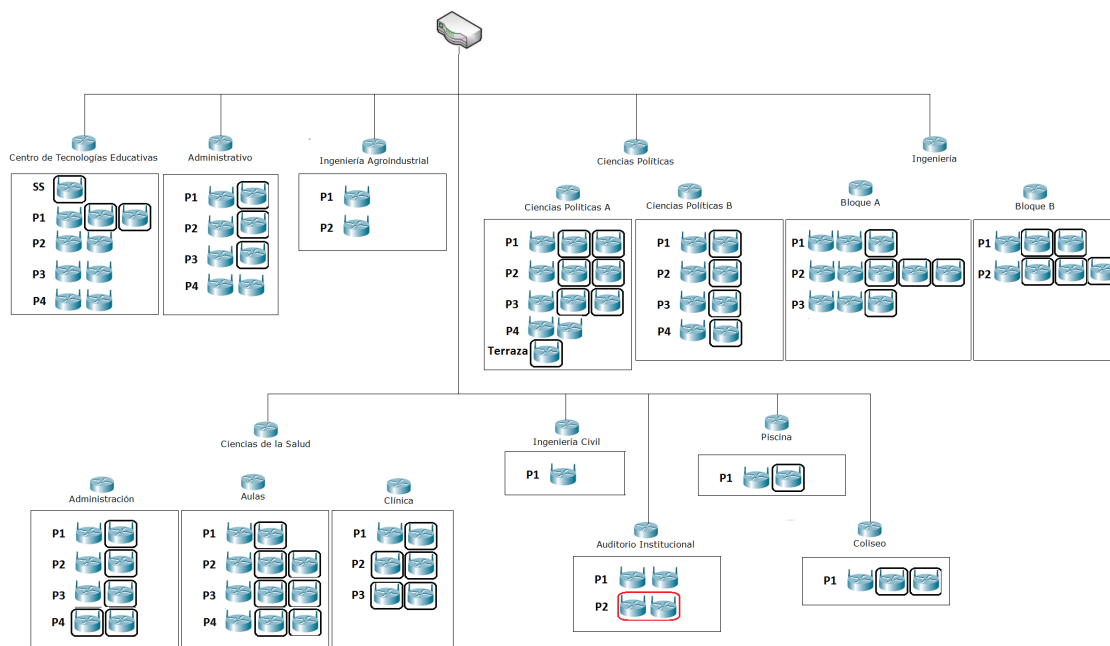 Centro de Tecnologías Educativas
SS
P1
P2
P3
P4
Administrativo
P1
P2
P3
P4
Ingeniería Agroindustrial
P1
P2
Ciencias Políticas
Ciencias Políticas A
P1
P2
P3
P4
Terraza
Ciencias Políticas B
P1
P2
P3
P4
Ingeniería
Bloque A
P1
P2
P3
Bloque B
P1
P2
Ciencias de la Salud
Administración
P1
P2
P3
P4
Aulas
P1
P2
P3
P4
Clínica
P1
P2
P3
Ingeniería Civil
P1
Auditorio Institucional
P1
P2
Piscina
P1
Coliseo
P1